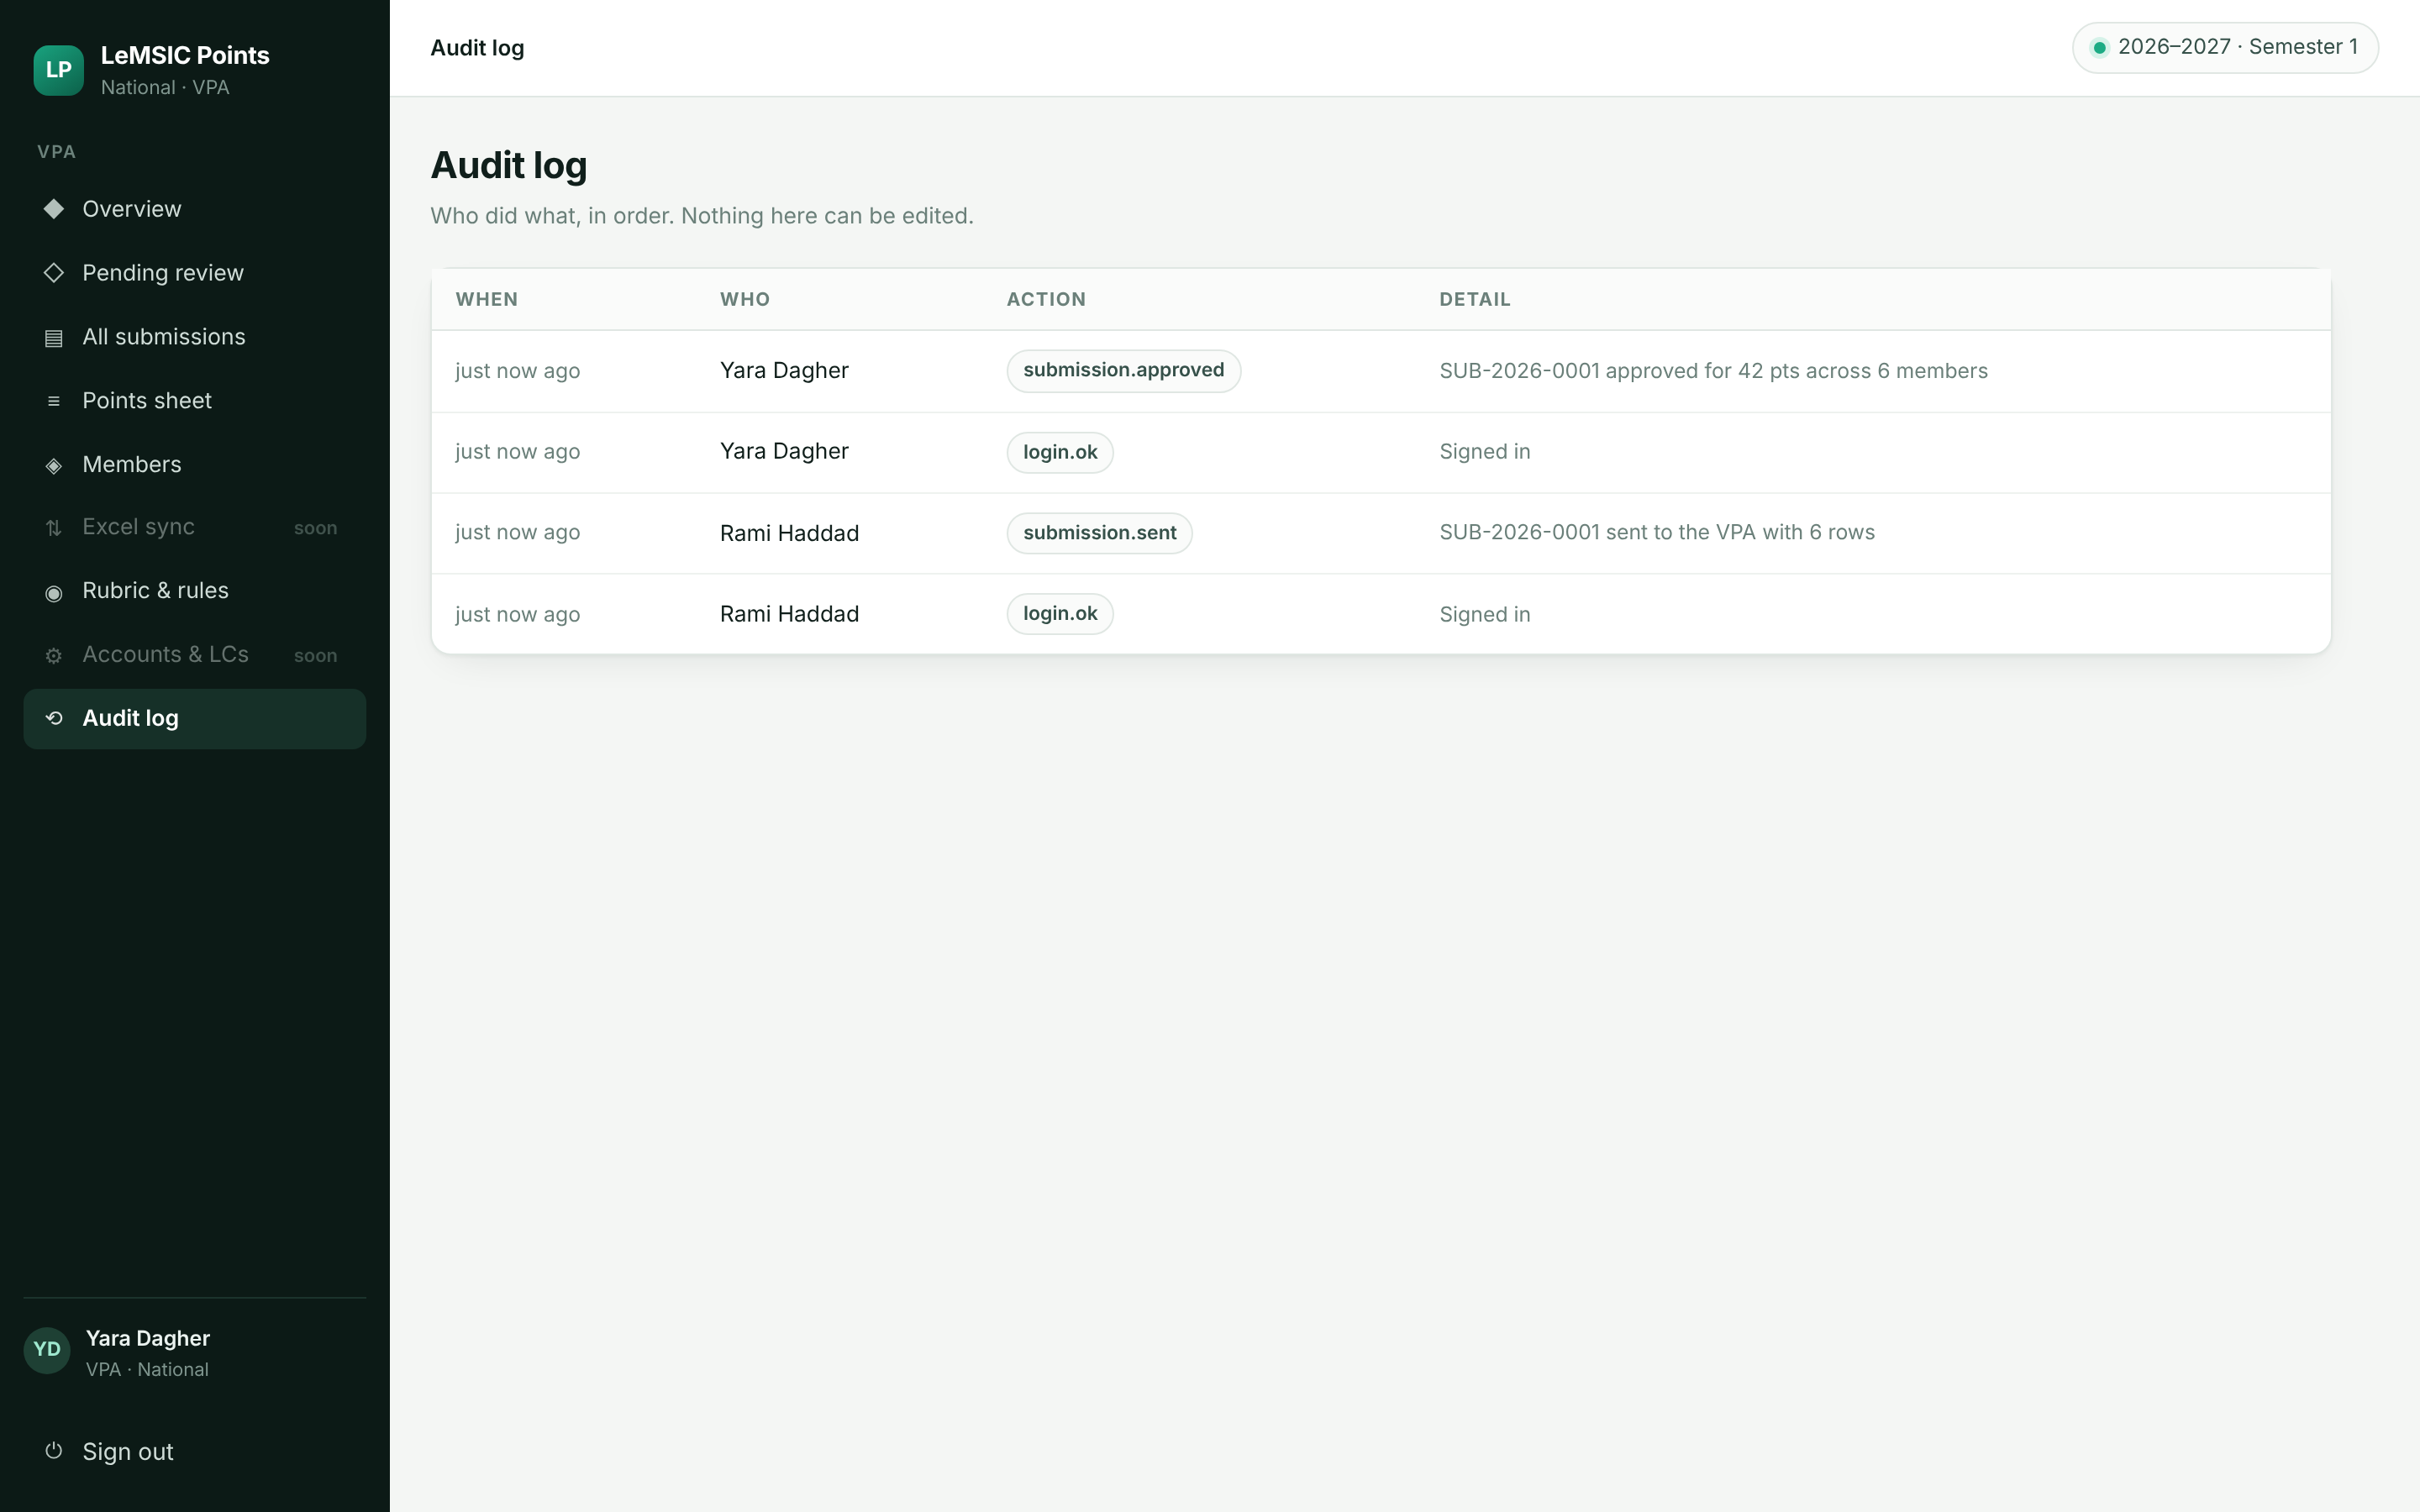 LP
LeMSIC Points
National · VPA
VPA
Overview
Pending review
All submissions
Points sheet
Members
Excel sync soon
Rubric & rules
Accounts & LCs soon
Audit log
YD
Yara Dagher
VPA · National
Sign out
Audit log
2026–2027 · Semester 1
Audit log
Who did what, in order. Nothing here can be edited.
WHEN WHO ACTION DETAIL
just now ago Yara Dagher submission.approved SUB-2026-0001 approved for 42 pts across 6 members
just now ago Yara Dagher login.ok Signed in
just now ago Rami Haddad submission.sent SUB-2026-0001 sent to the VPA with 6 rows
just now ago Rami Haddad login.ok Signed in